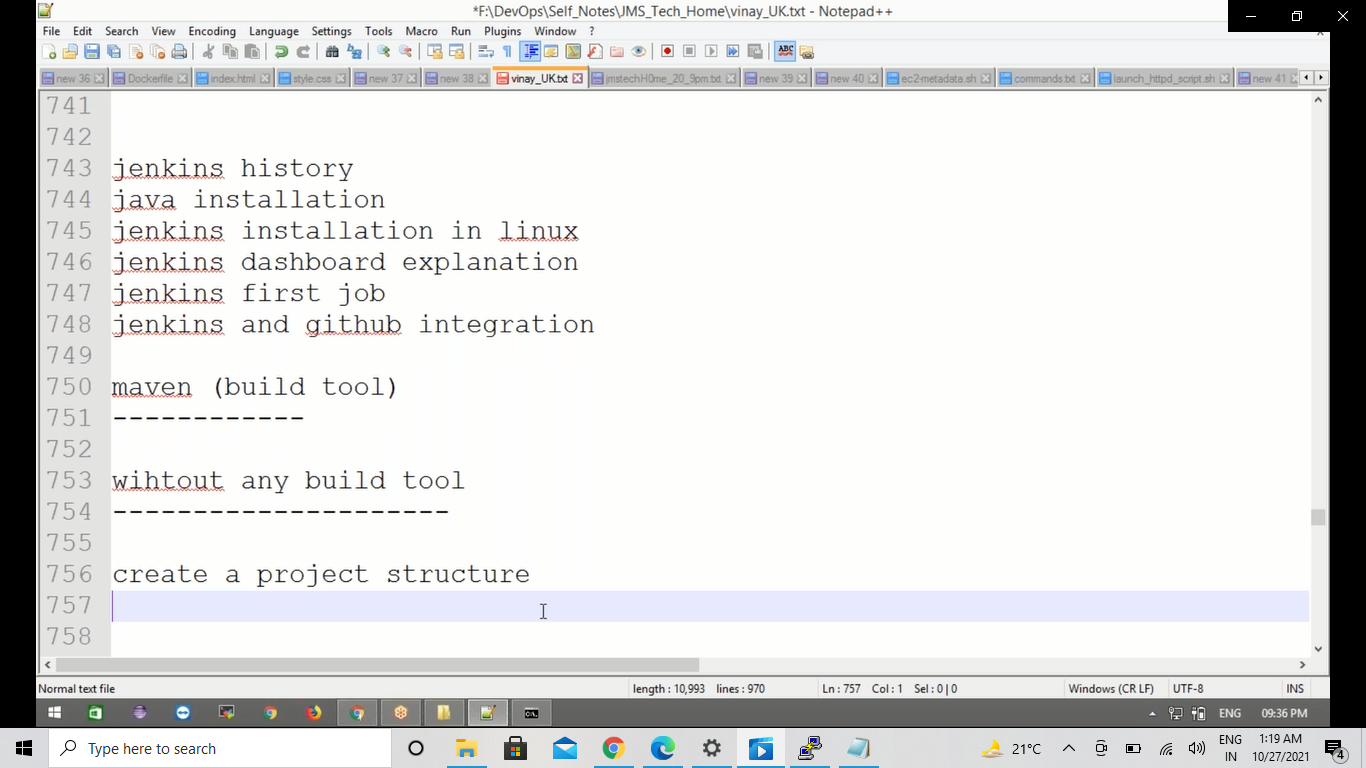 *F:\DevOps\Self_Notes\JMS_Tech_Home\vinay_UK.txt - Notepad++
File Edit Search View Encoding Language Settings Tools Macro Run Plugins Window ?
new 36 Dockerfile index.html style.css new 37 new 38 vinay_UK.txt jmstechH0me_20_9pm.txt new 39 new 40 ec2-metadata.sh commands.txt launch_httpd_script.sh new 41
741
742
743 jenkins history
744 java installation
745 jenkins installation in linux
746 jenkins dashboard explanation
747 jenkins first job
748 jenkins and github integration
749
750 maven (build tool)
751 ------------
752
753 wihtout any build tool
754 ---------------------
755
756 create a project structure
757
758
Normal text file length : 10,993 lines : 970 Ln : 757 Col : 1 Sel : 0 | 0 Windows (CR LF) UTF-8 INS
ENG 09:36 PM
Type here to search 21°C ENG IN 1:19 AM 10/27/2021 4